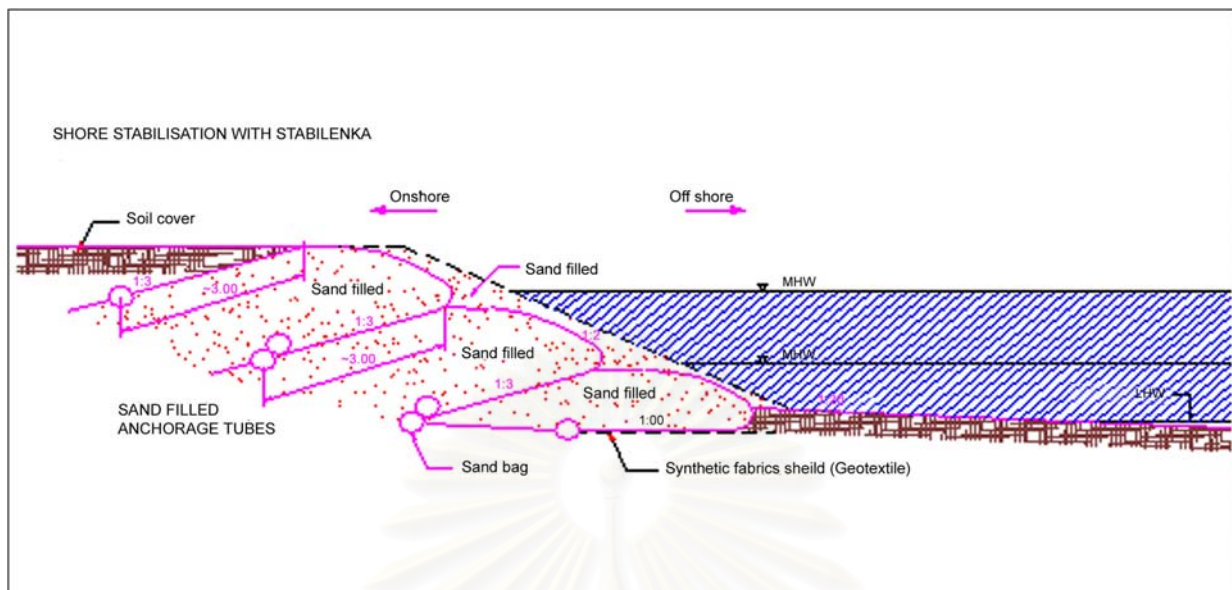 SHORE STABILISATION WITH STABILENKA
Onshore
Off shore
Soil cover
Sand filled
MHW
1:3
~3.00
Sand filled
1:3
1:2
~3.00
Sand filled
MHW
1:3
Sand filled
LHW
SAND FILLED
ANCHORAGE TUBES
1:00
Sand bag
Synthetic fabrics sheild (Geotextile)